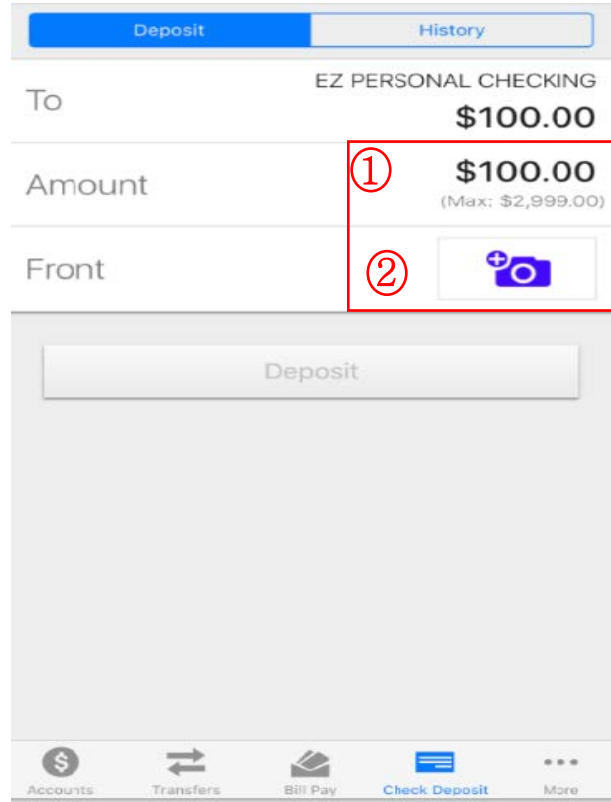 Deposit History
To EZ PERSONAL CHECKING
$100.00
Amount ① $100.00
(Max: $2,999.00)
Front ②
Deposit
Accounts Transfers Bill Pay Check Deposit More